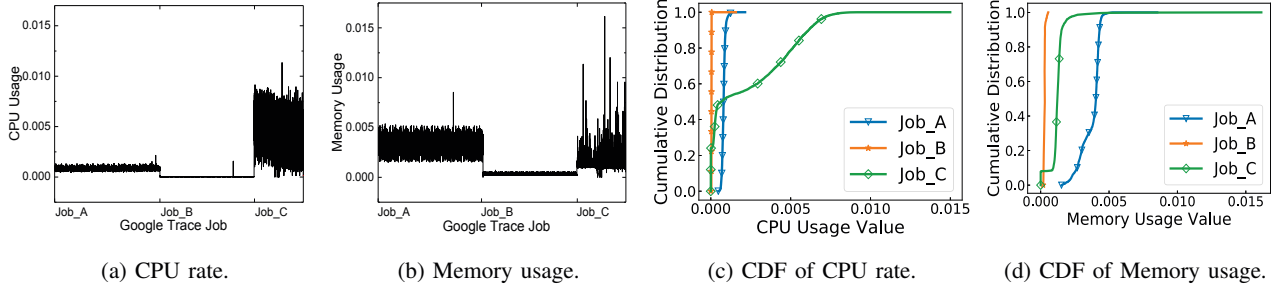 CPU Usage
0.015
0.010
0.005
0.000
Job_A
Job_B
Job_C
Google Trace Job
(a) CPU rate.
Memory Usage
0.015
0.010
0.005
0.000
Job_A
Job_B
Job_C
Google Trace Job
(b) Memory usage.
Cumulative Distribution
1.0
0.8
0.6
0.4
0.2
0.0
Job_A
Job_B
Job_C
0.000
0.005
0.010
0.015
CPU Usage Value
(c) CDF of CPU rate.
Cumulative Distribution
1.0
0.8
0.6
0.4
0.2
0.0
Job_A
Job_B
Job_C
0.000
0.005
0.010
0.015
Memory Usage Value
(d) CDF of Memory usage.